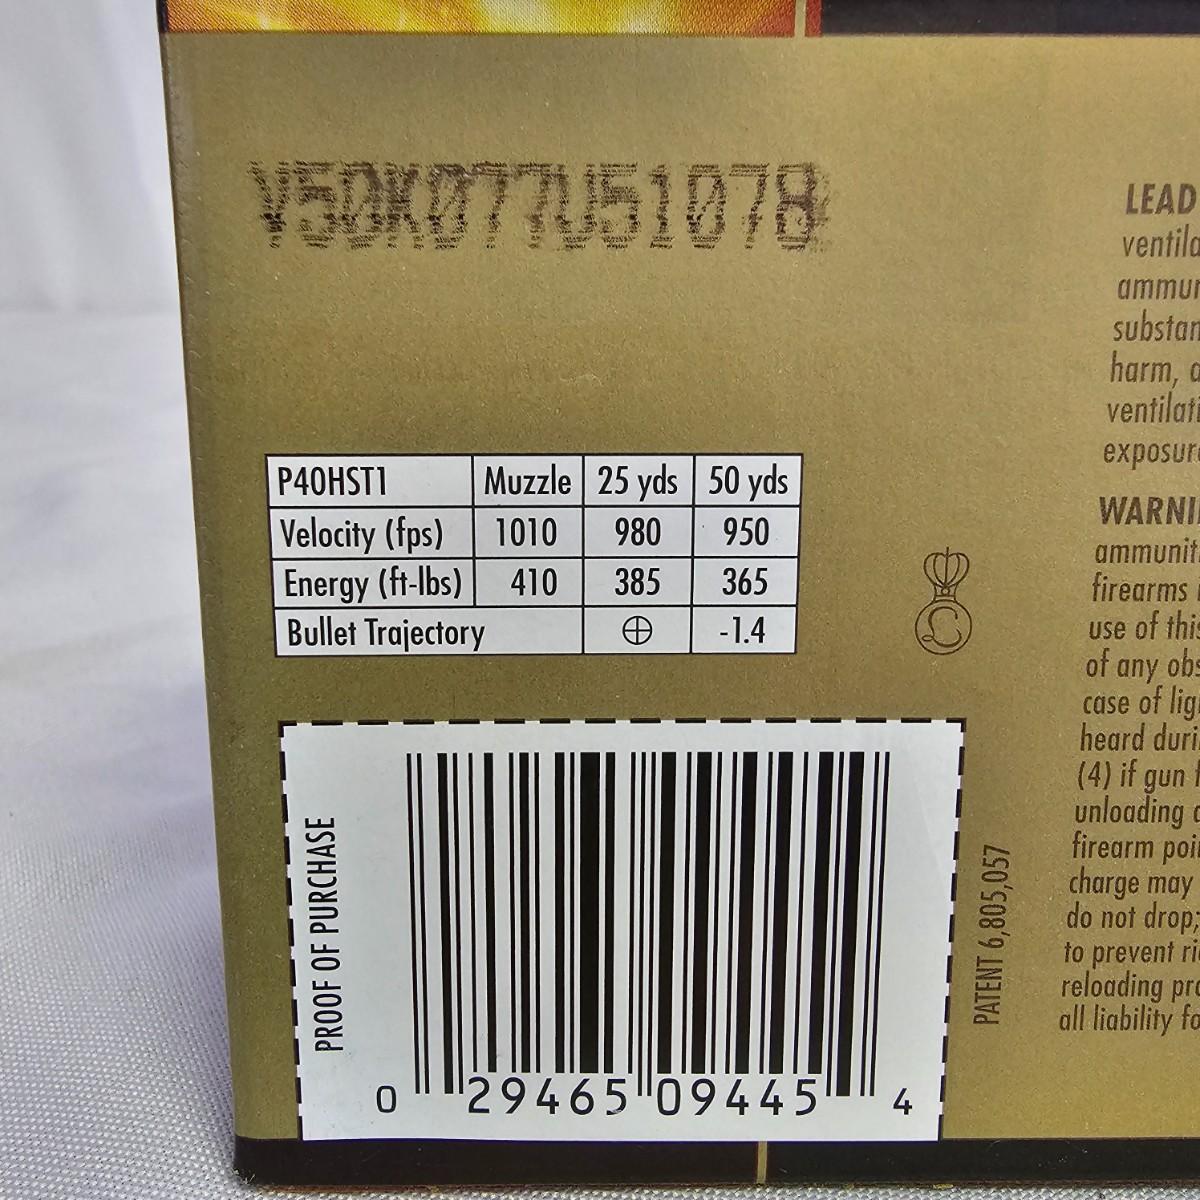 V50K077U51078
P40HST1 Muzzle 25 yds 50 yds
Velocity (fps) 1010 980 950
Energy (ft-lbs) 410 385 365
Bullet Trajectory ⊕ -1.4
PROOF OF PURCHASE
0 29465 09445 4
PATENT 6,805,057
LEAD
ventila
ammun
substan
harm, a
ventilati
exposure
WARNI
ammuniti
firearms
use of this
of any obs
case of lig
heard duri
(4) if gun
unloading
firearm poi
charge may
do not drop;
to prevent ri
reloading pro
all liability fo